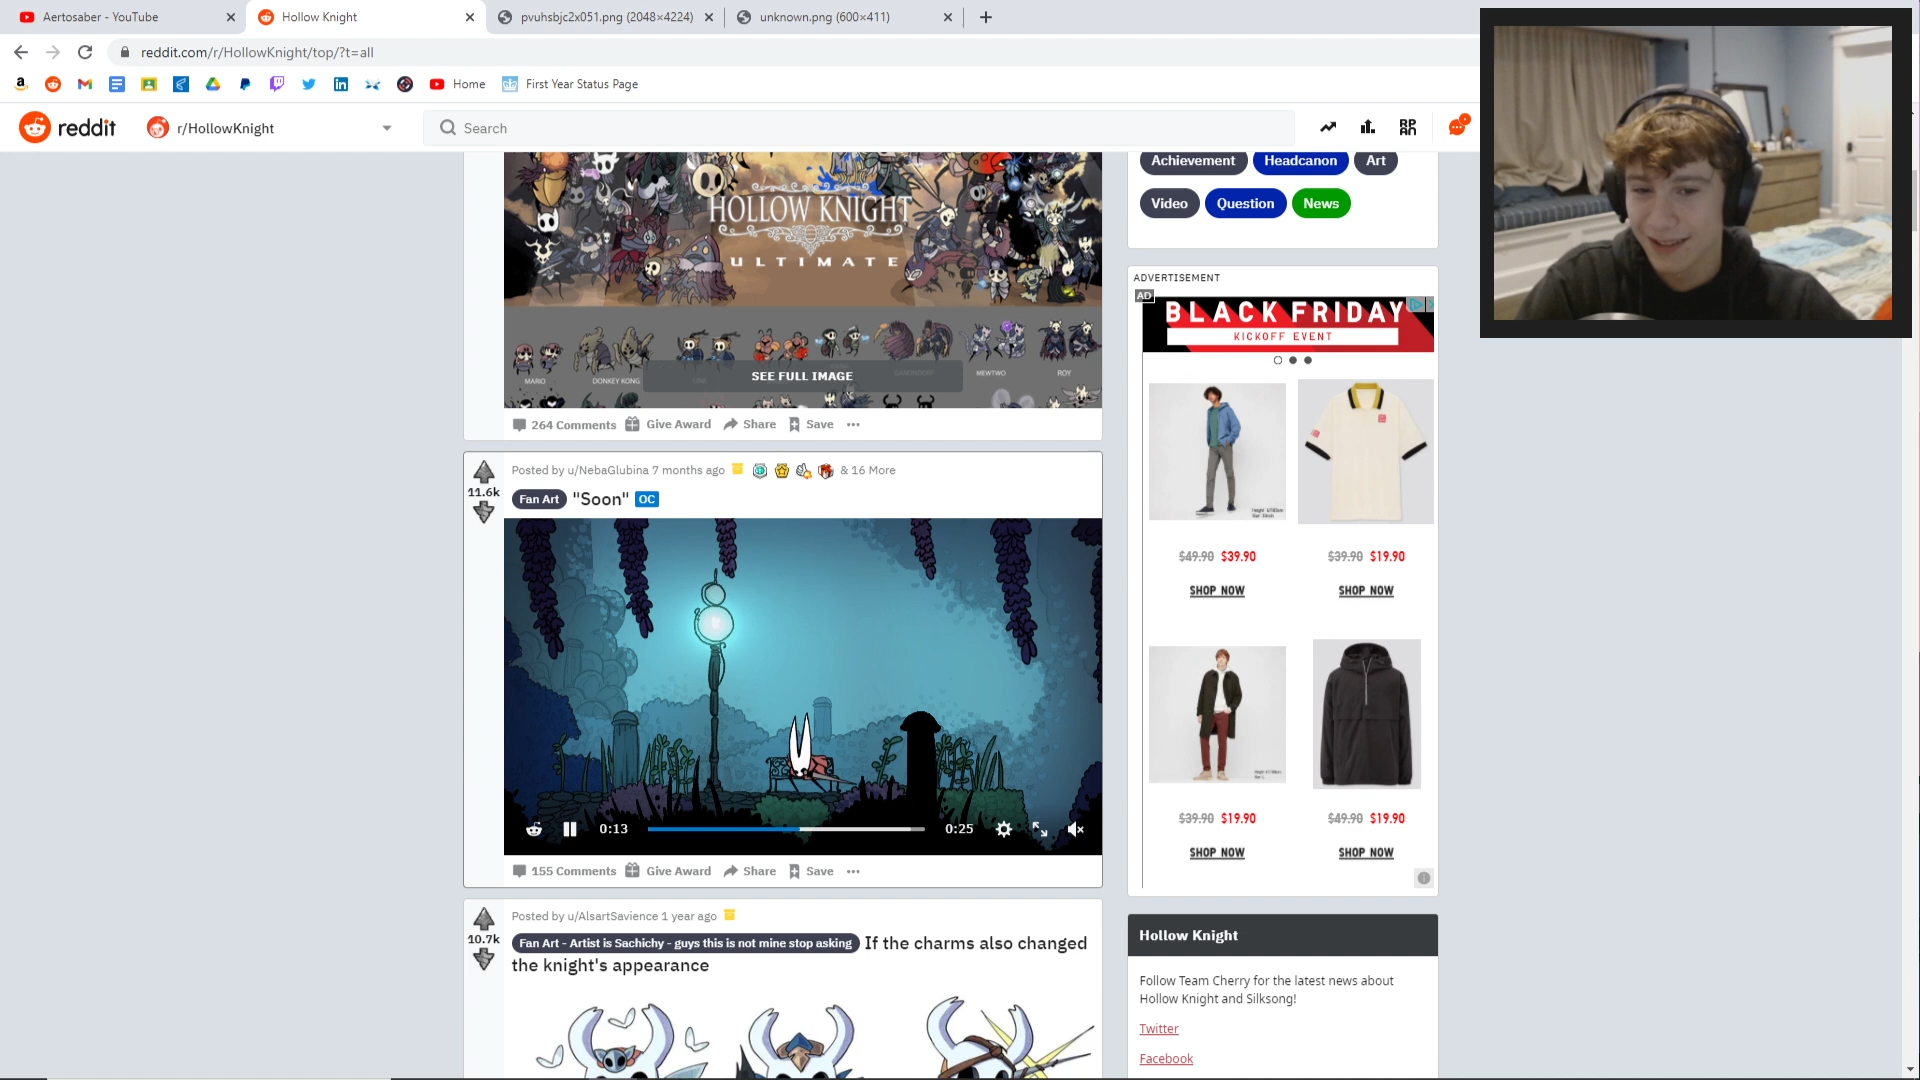 Aertosaber - YouTube
Hollow Knight
pvuhsbjc2x051.png (2048×4224)
unknown.png (600×411)
reddit.com/r/HollowKnight/top/?t=all
Home
First Year Status Page
reddit
r/HollowKnight
Search
HOLLOW KNIGHT
ULTIMATE
MARIO
DONKEY KONG
MEWTWO
ROY
SEE FULL IMAGE
264 Comments
Give Award
Share
Save
11.6k
Posted by u/NebaGlubina 7 months ago
& 16 More
Fan Art
"Soon"
OC
0:13
0:25
155 Comments
Give Award
Share
Save
10.7k
Posted by u/AlsartSavience 1 year ago
Fan Art - Artist is Sachichy - guys this is not mine stop asking
If the charms also changed
the knight's appearance
Achievement
Headcanon
Art
Video
Question
News
ADVERTISEMENT
AD
BLACK FRIDAY
KICKOFF EVENT
$49.90 $39.90
$39.90 $19.90
SHOP NOW
SHOP NOW
$39.90 $19.90
$49.90 $19.90
SHOP NOW
SHOP NOW
Hollow Knight
Follow Team Cherry for the latest news about
Hollow Knight and Silksong!
Twitter
Facebook